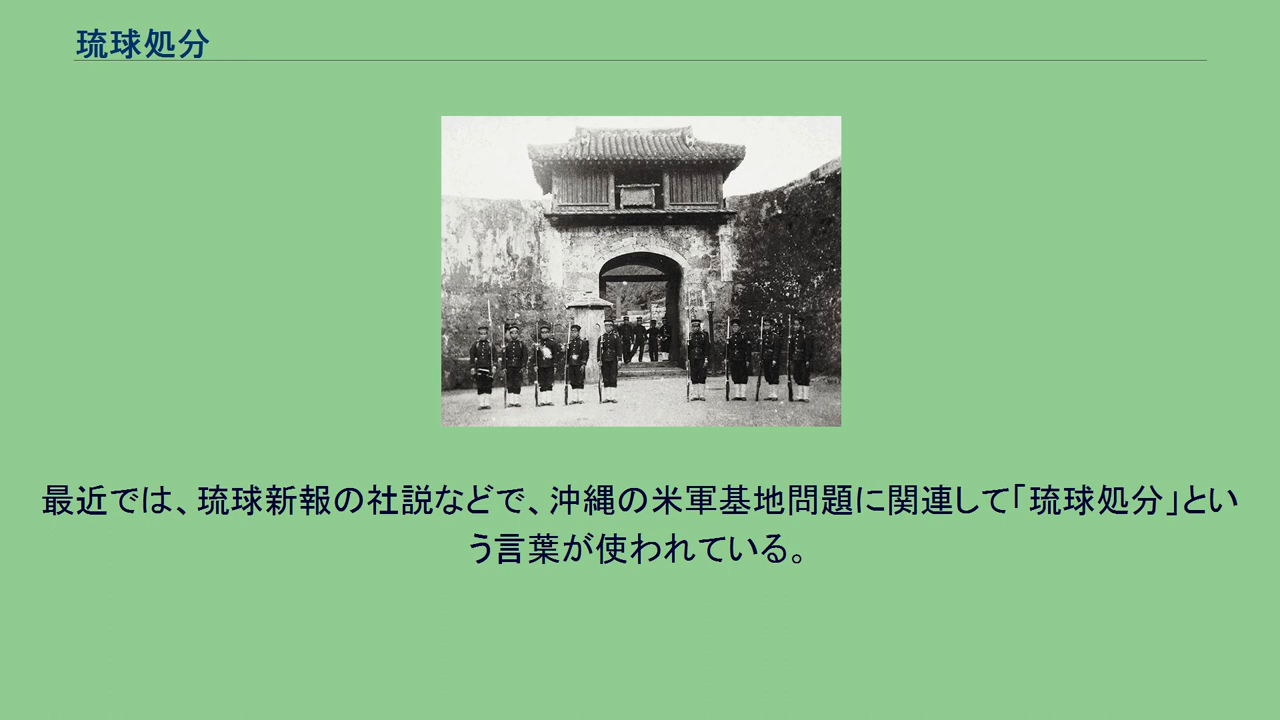 琉球処分
最近では、琉球新報の社説などで、沖縄の米軍基地問題に関連して「琉球処分」とい
う言葉が使われている。